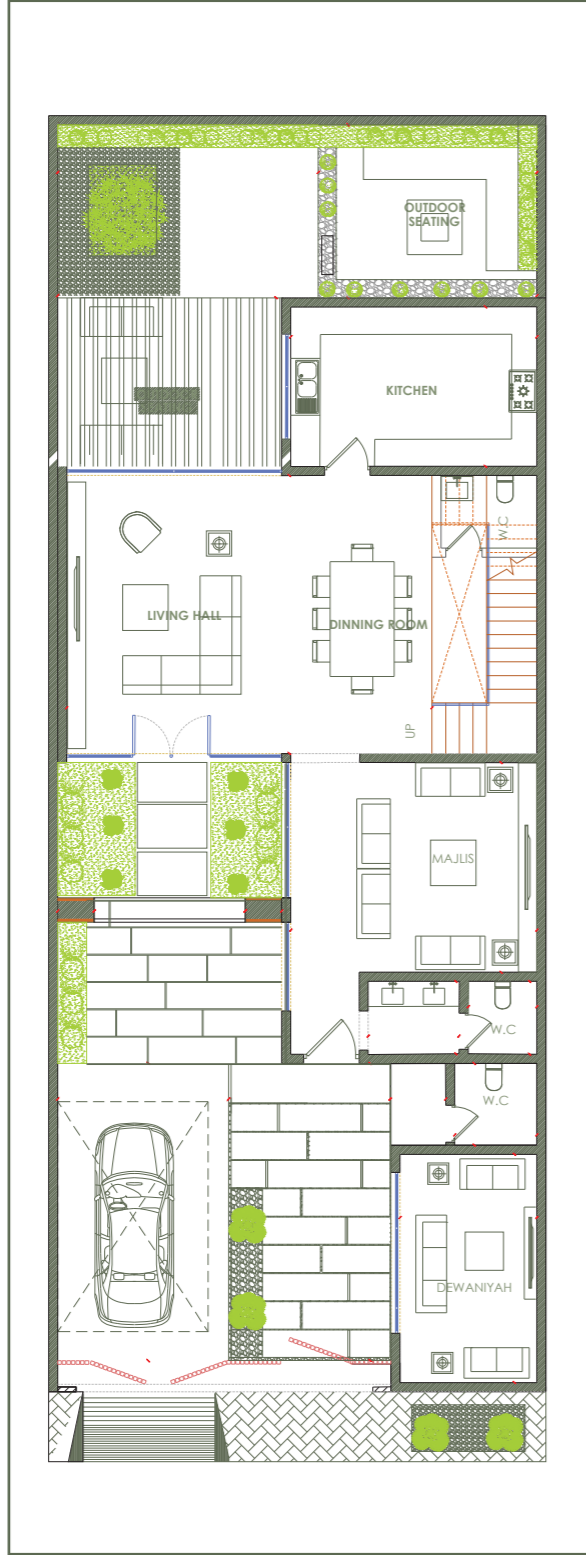 OUTDOOR
SEATING
KITCHEN
W.C
LIVING HALL
DINNING ROOM
UP
MAJLIS
W.C
W.C
DEWANIYAH